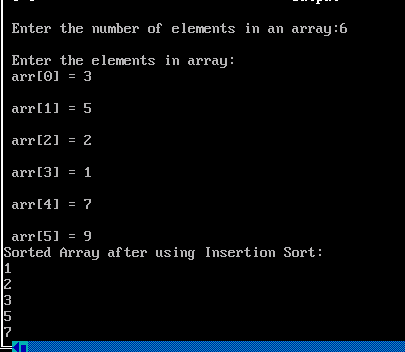 Enter the number of elements in an array:6
Enter the elements in array:
arr[0] = 3
arr[1] = 5
arr[2] = 2
arr[3] = 1
arr[4] = 7
arr[5] = 9
Sorted Array after using Insertion Sort:
1
2
3
5
7